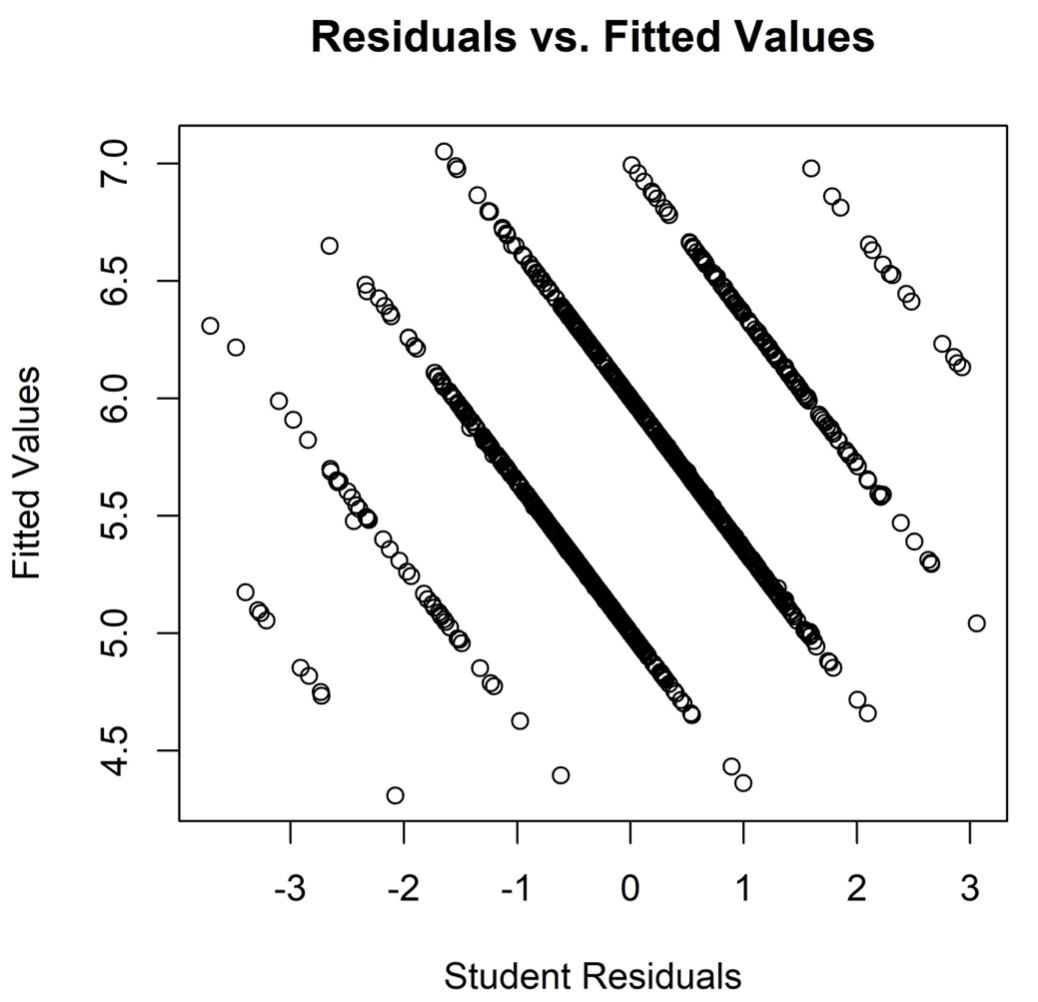 Residuals vs. Fitted Values
7.0
6.5
6.0
5.5
5.0
4.5
Fitted Values
-3 -2 -1 0 1 2 3
Student Residuals